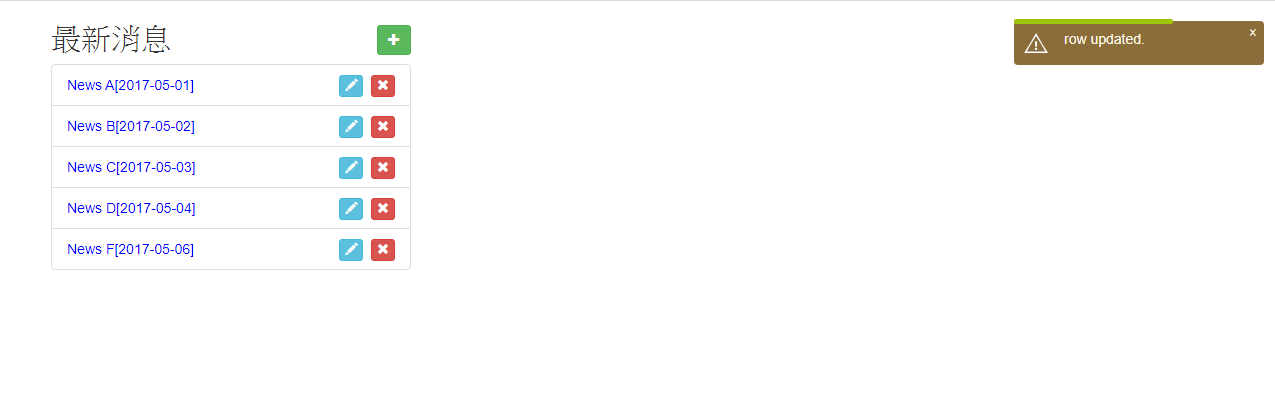 最新消息
row updated.
x
News A[2017-05-01]
News B[2017-05-02]
News C[2017-05-03]
News D[2017-05-04]
News F[2017-05-06]